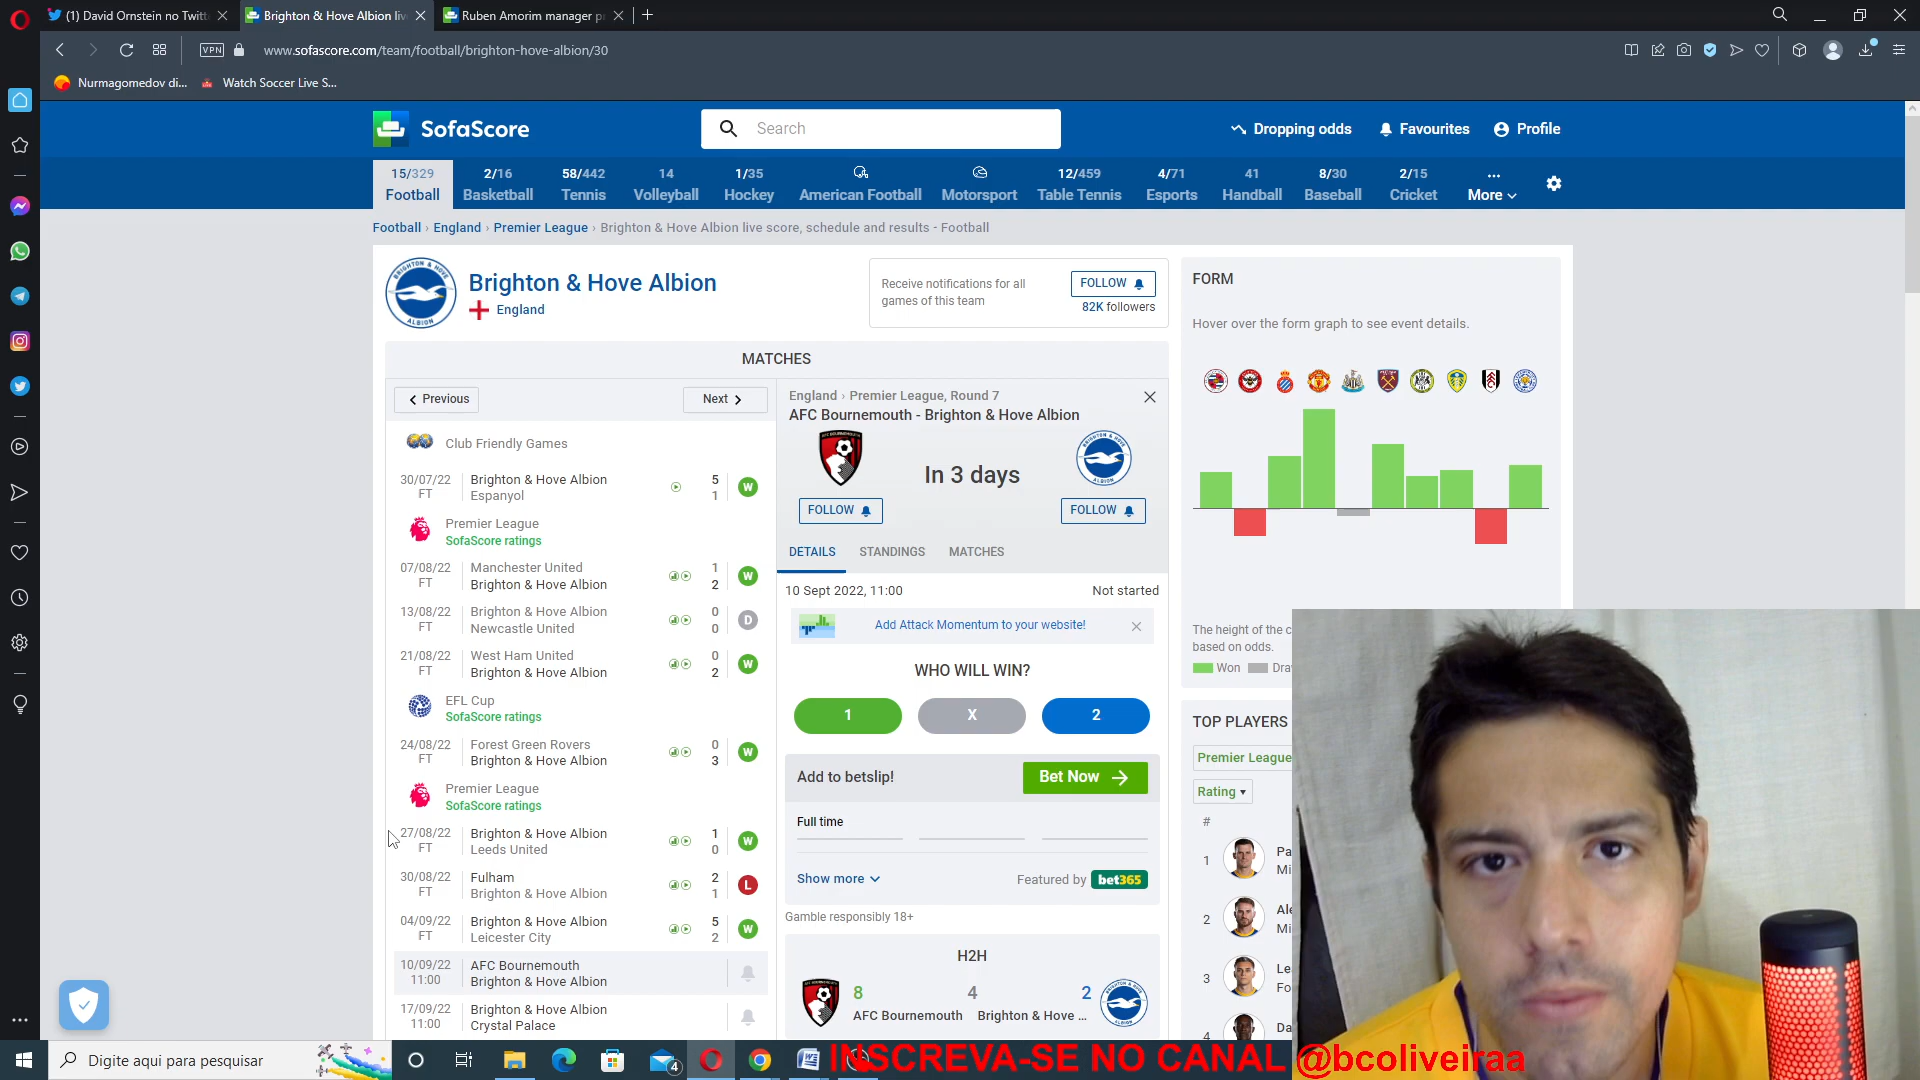 (1) David Ornstein no Twitt
Brighton & Hove Albion liv
Ruben Amorim manager p
VPN
www.sofascore.com/team/football/brighton-hove-albion/30
Nurmagomedov di...
Watch Soccer Live S...
SofaScore
Search
Dropping odds
Favourites
Profile
15/329
2/16
58/442
14
1/35
12/459
4/71
41
8/30
2/15
...
Football
Basketball
Tennis
Volleyball
Hockey
American Football
Motorsport
Table Tennis
Esports
Handball
Baseball
Cricket
More
Football › England › Premier League › Brighton & Hove Albion live score, schedule and results - Football
Brighton & Hove Albion
England
Receive notifications for all
games of this team
FOLLOW
82K followers
MATCHES
Previous
Next
Club Friendly Games
30/07/22
FT
Brighton & Hove Albion
Espanyol
5
1
W
Premier League
SofaScore ratings
07/08/22
FT
Manchester United
Brighton & Hove Albion
1
2
W
13/08/22
FT
Brighton & Hove Albion
Newcastle United
0
0
D
21/08/22
FT
West Ham United
Brighton & Hove Albion
0
2
W
EFL Cup
SofaScore ratings
24/08/22
FT
Forest Green Rovers
Brighton & Hove Albion
0
3
W
Premier League
SofaScore ratings
27/08/22
FT
Brighton & Hove Albion
Leeds United
1
0
W
30/08/22
FT
Fulham
Brighton & Hove Albion
2
1
L
04/09/22
FT
Brighton & Hove Albion
Leicester City
5
2
W
10/09/22
11:00
AFC Bournemouth
Brighton & Hove Albion
17/09/22
11:00
Brighton & Hove Albion
Crystal Palace
England › Premier League, Round 7
AFC Bournemouth - Brighton & Hove Albion
In 3 days
FOLLOW
FOLLOW
DETAILS
STANDINGS
MATCHES
10 Sept 2022, 11:00
Not started
Add Attack Momentum to your website!
WHO WILL WIN?
1
X
2
Add to betslip!
Bet Now
Full time
Show more
Featured by bet365
Gamble responsibly 18+
H2H
8
4
2
AFC Bournemouth
Brighton & Hove ...
FORM
Hover over the form graph to see event details.
The height of the c
based on odds.
Won
Dra
TOP PLAYERS
Premier League
Rating
#
1
Pa
Mi
2
Ale
Mi
3
Le
Fo
4
Da
Digite aqui para pesquisar
4
INSCREVA-SE NO CANAL @bcoliveiraa